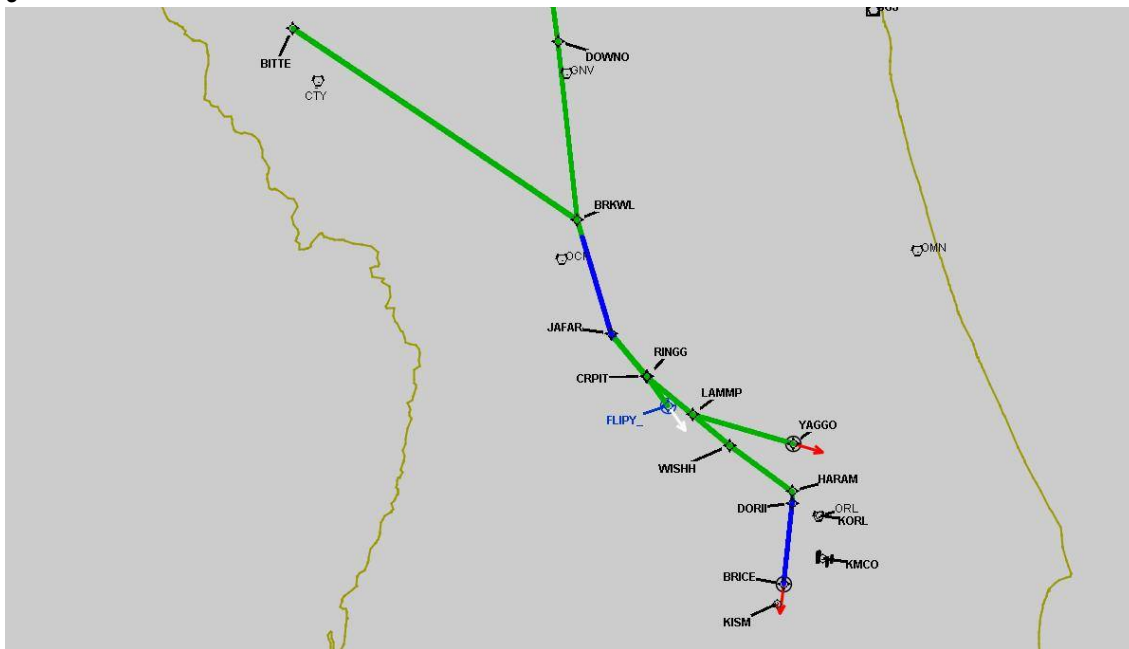 DOWNO
BITTE
GNV
CTY
BRKWL
OMN
JAFAR
RINGG
CRPIT
LAMMP
FLIPY_
YAGGO
WISHH
HARAM
DORII
ORL
KORL
KMCO
BRICE
KISM